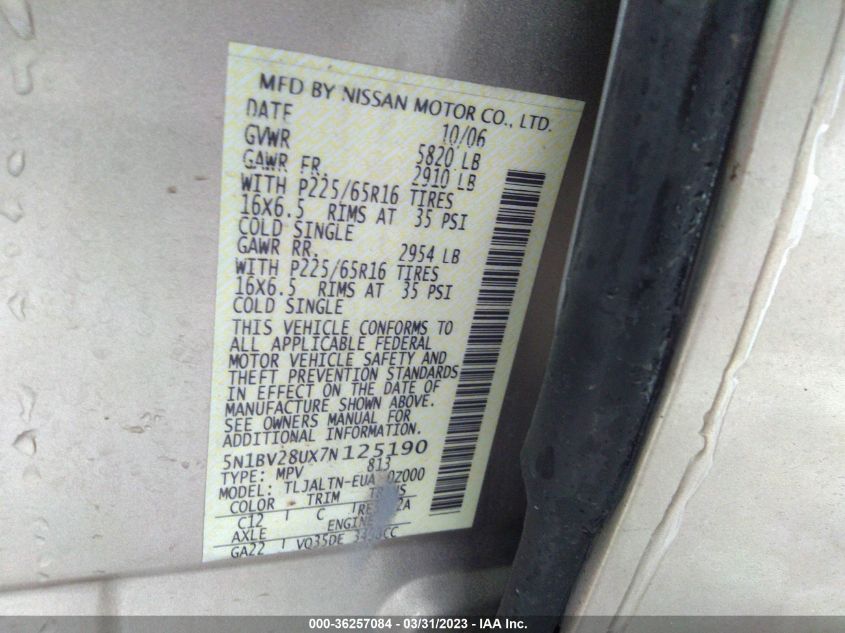 MFD BY NISSAN MOTOR CO., LTD.
DATE 10/06
GVWR 5820 LB
GAWR FR. 2910 LB
WITH P225/65R16 TIRES
16X6.5 RIMS AT 35 PSI
COLD SINGLE
GAWR RR. 2954 LB
WITH P225/65R16 TIRES
16X6.5 RIMS AT 35 PSI
COLD SINGLE
THIS VEHICLE CONFORMS TO
ALL APPLICABLE FEDERAL
MOTOR VEHICLE SAFETY AND
THEFT PREVENTION STANDARDS
IN EFFECT ON THE DATE OF
MANUFACTURE SHOWN ABOVE.
SEE OWNERS MANUAL FOR
ADDITIONAL INFORMATION.
5N1BV28UX7N125190
TYPE: MPV 813
MODEL:
COLOR TRIM
C12 C
AXLE ENGINE
GA22 VQ35DE
000-36257084 - 03/31/2023 - IAA Inc.